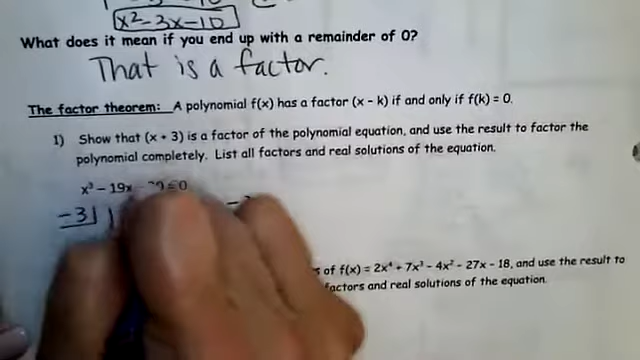 x² - 3x - 10
What does it mean if you end up with a remainder of 0?
That is a factor.
The factor theorem: A polynomial f(x) has a factor (x - k) if and only if f(k) = 0.
1) Show that (x + 3) is a factor of the polynomial equation, and use the result to factor the
polynomial completely. List all factors and real solutions of the equation.
x³ - 19x = 0
-3 1
of f(x) = 2x⁴ + 7x³ - 4x² - 27x - 18, and use the result to
factors and real solutions of the equation.